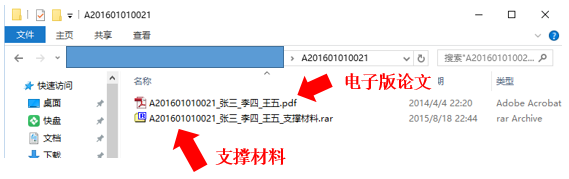 A201601010021
文件 主页 共享 查看
A201601010021 搜索"A20160101002...
名称 期 类型
快速访问
桌面
快盘
文档
下载
电子版论文
A201601010021_张三_李四_王五.pdf 2014/4/4 22:20 Adobe Acrobat
A201601010021_张三_李四_王五_支撑材料.rar 2015/8/18 22:44 rar Archive
支撑材料